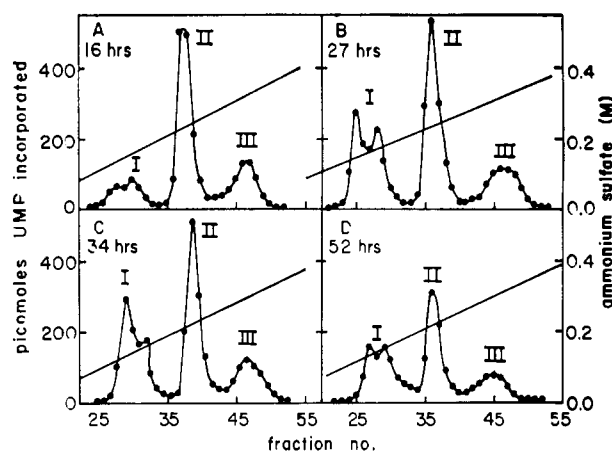 A
16 hrs
I
II
III
B
27 hrs
I
II
III
C
34 hrs
I
II
III
D
52 hrs
I
II
III
400
200
0
400
200
0
0.4
0.2
0.0
0.4
0.2
0.0
25 35 45 55
25 35 45 55
picomoles UMP incorporated
ammonium sulfate (M)
fraction no.